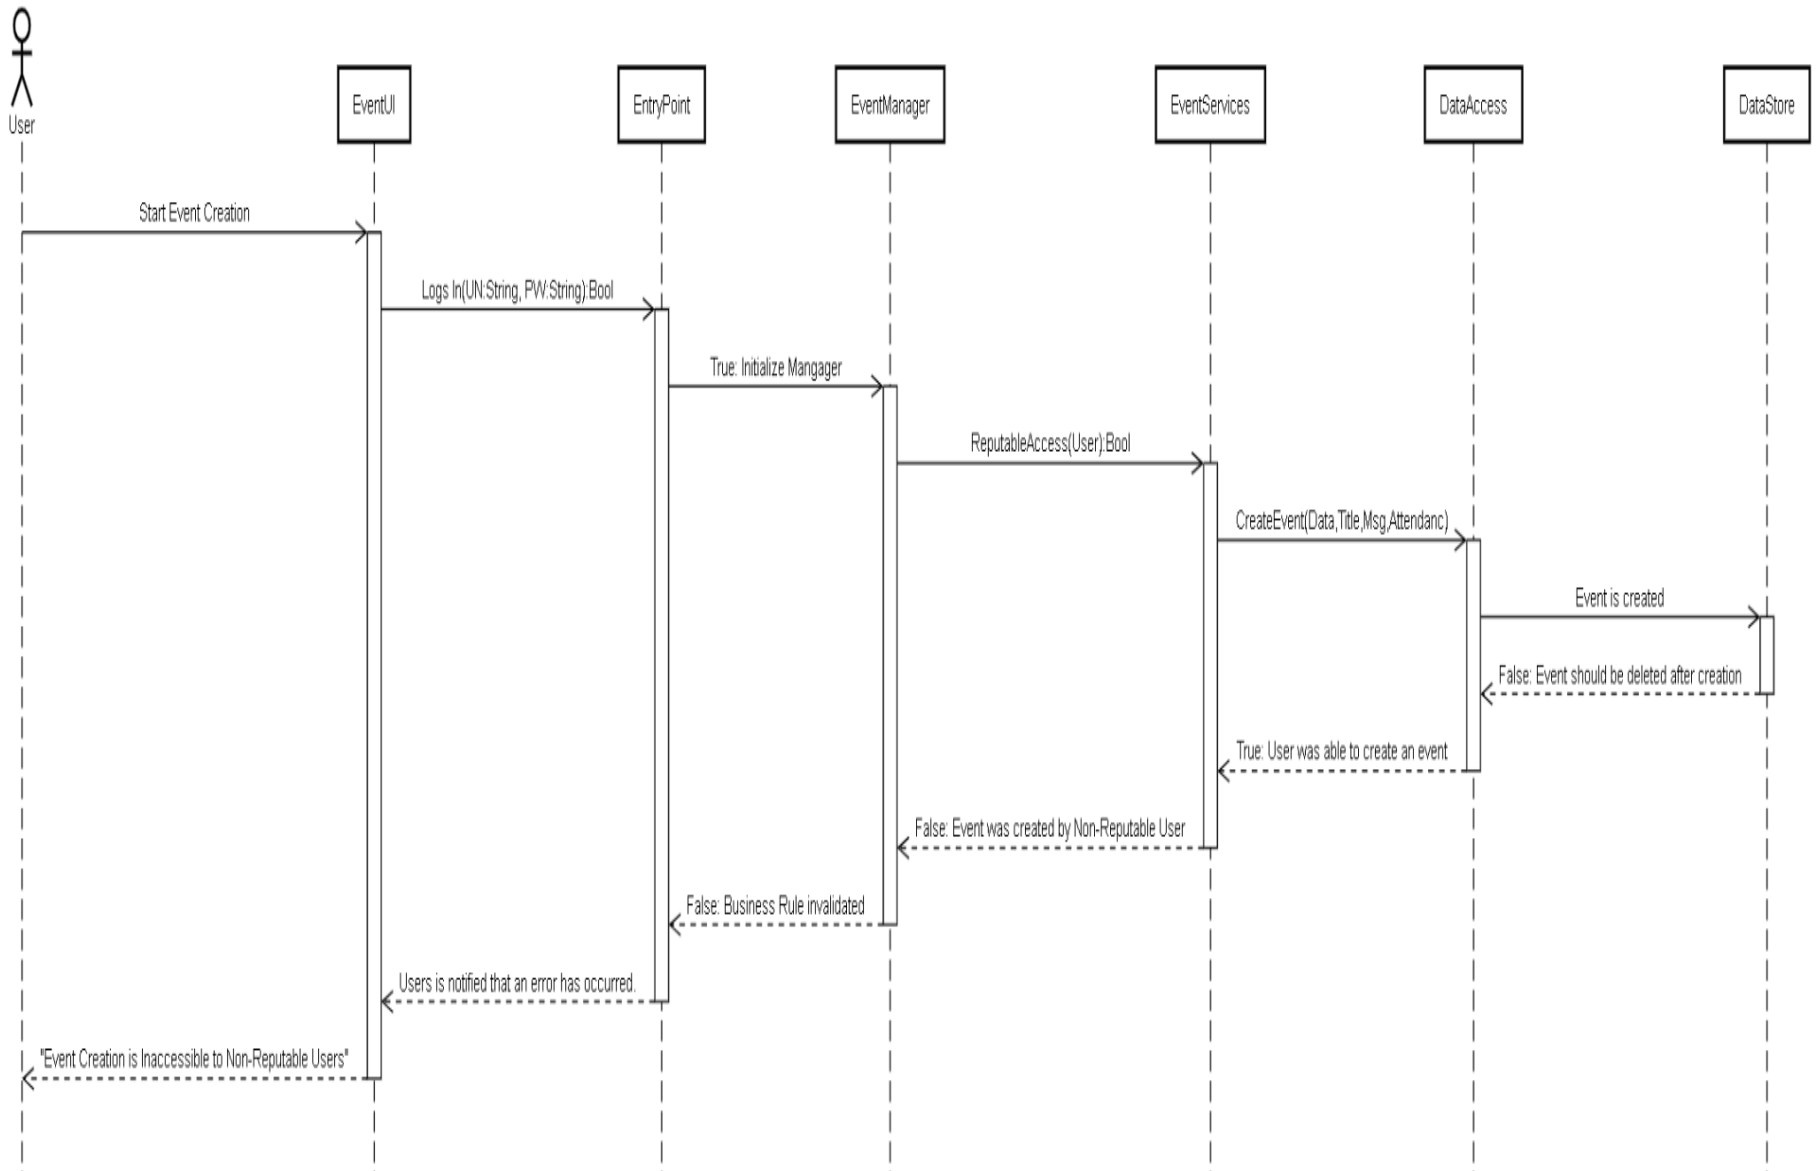 User
EventUI
EntryPoint
EventManager
EventServices
DataAccess
DataStore
Start Event Creation
Logs In(UN:String, PW:String):Bool
True: Initialize Mangager
ReputableAccess(User):Bool
CreateEvent(Data,Title,Msg,Attendanc)
Event is created
False: Event should be deleted after creation
True: User was able to create an event
False: Event was created by Non-Reputable User
False: Business Rule invalidated
Users is notified that an error has occurred.
"Event Creation is Inaccessible to Non-Reputable Users"